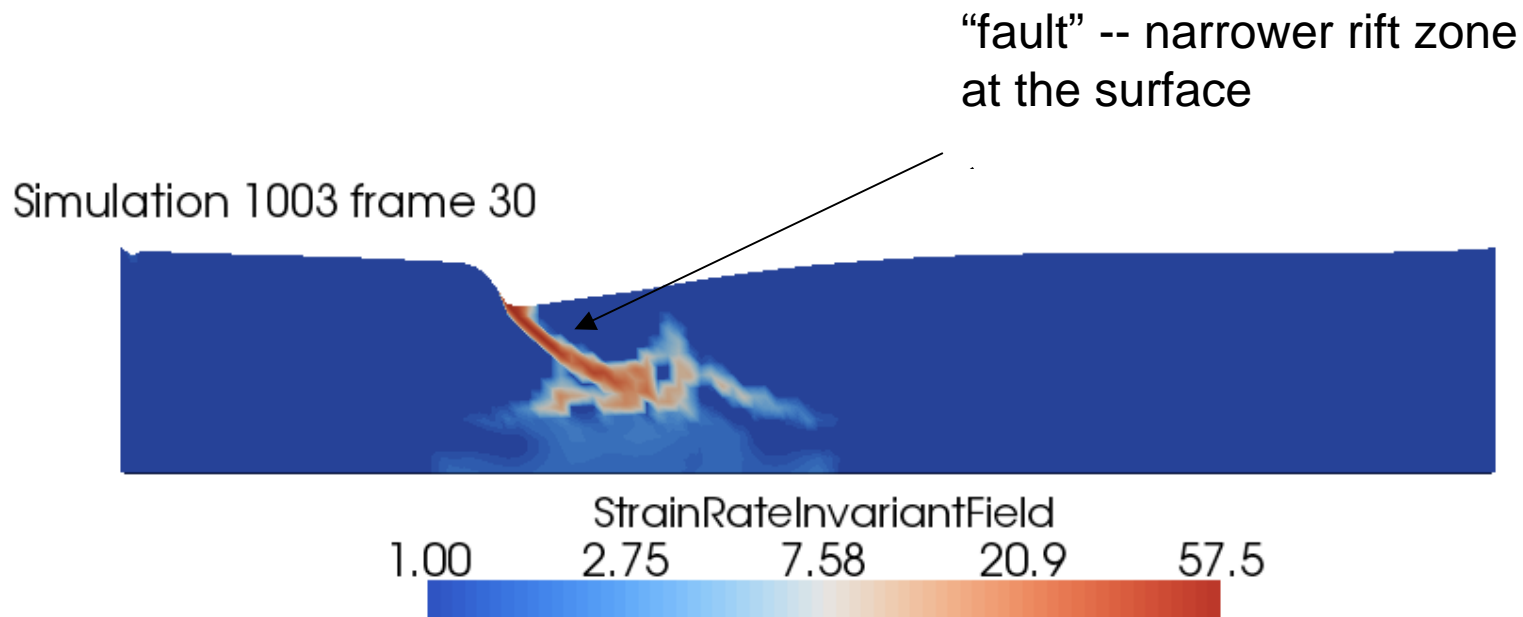 “fault” -- narrower rift zone
at the surface
Simulation 1003 frame 30
StrainRateInvariantField
1.00 2.75 7.58 20.9 57.5